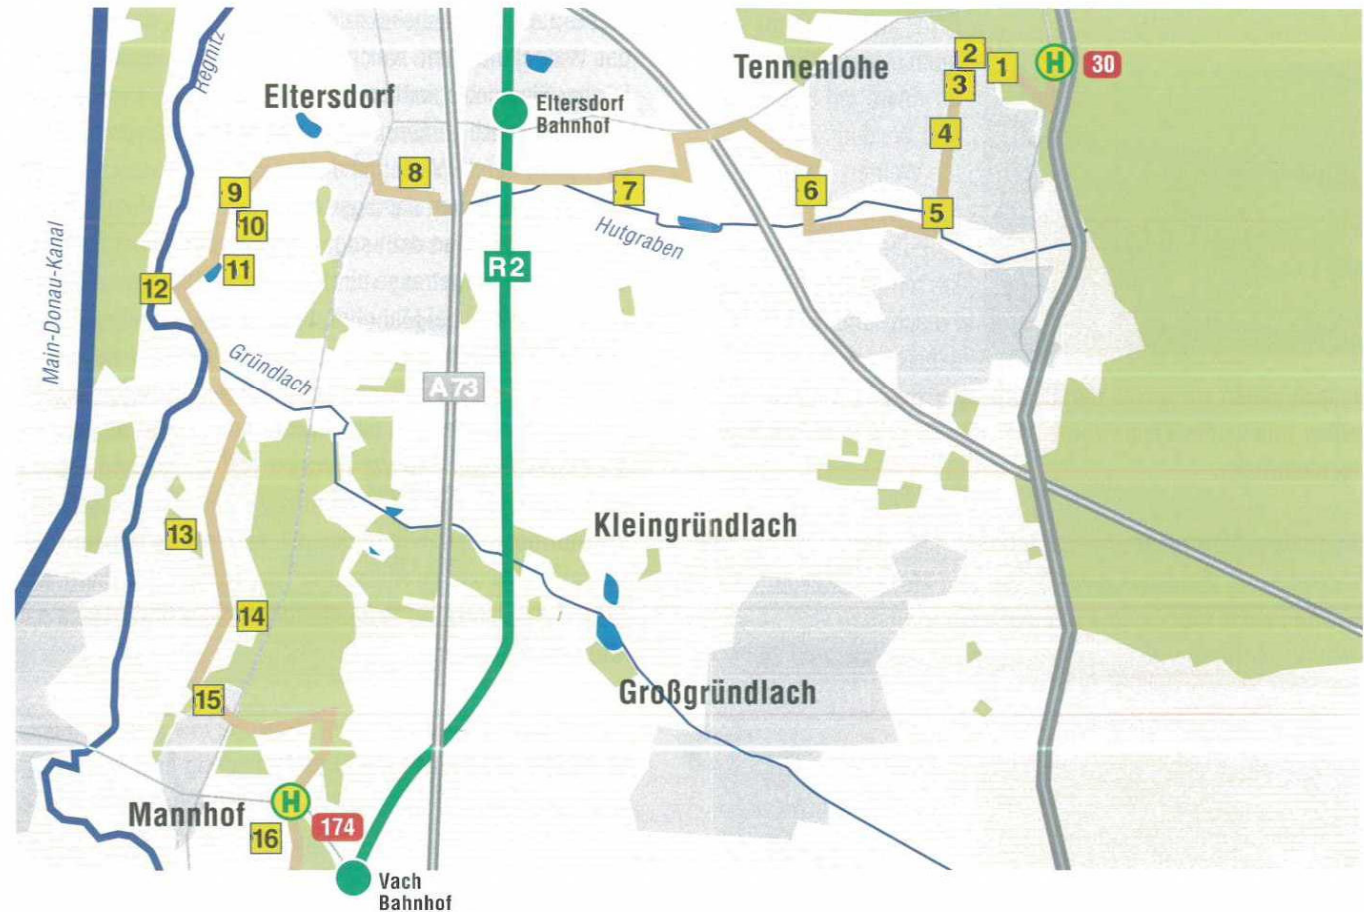 Regnitz
Eltersdorf
Eltersdorf
Bahnhof
Tennenlohe
2
1
3
H
30
4
5
6
7
8
9
10
11
12
Hutgraben
R2
Main-Donau-Kanal
Gründlach
A 73
13
Kleingründlach
14
15
Großgründlach
Mannhof
H
174
16
Vach
Bahnhof